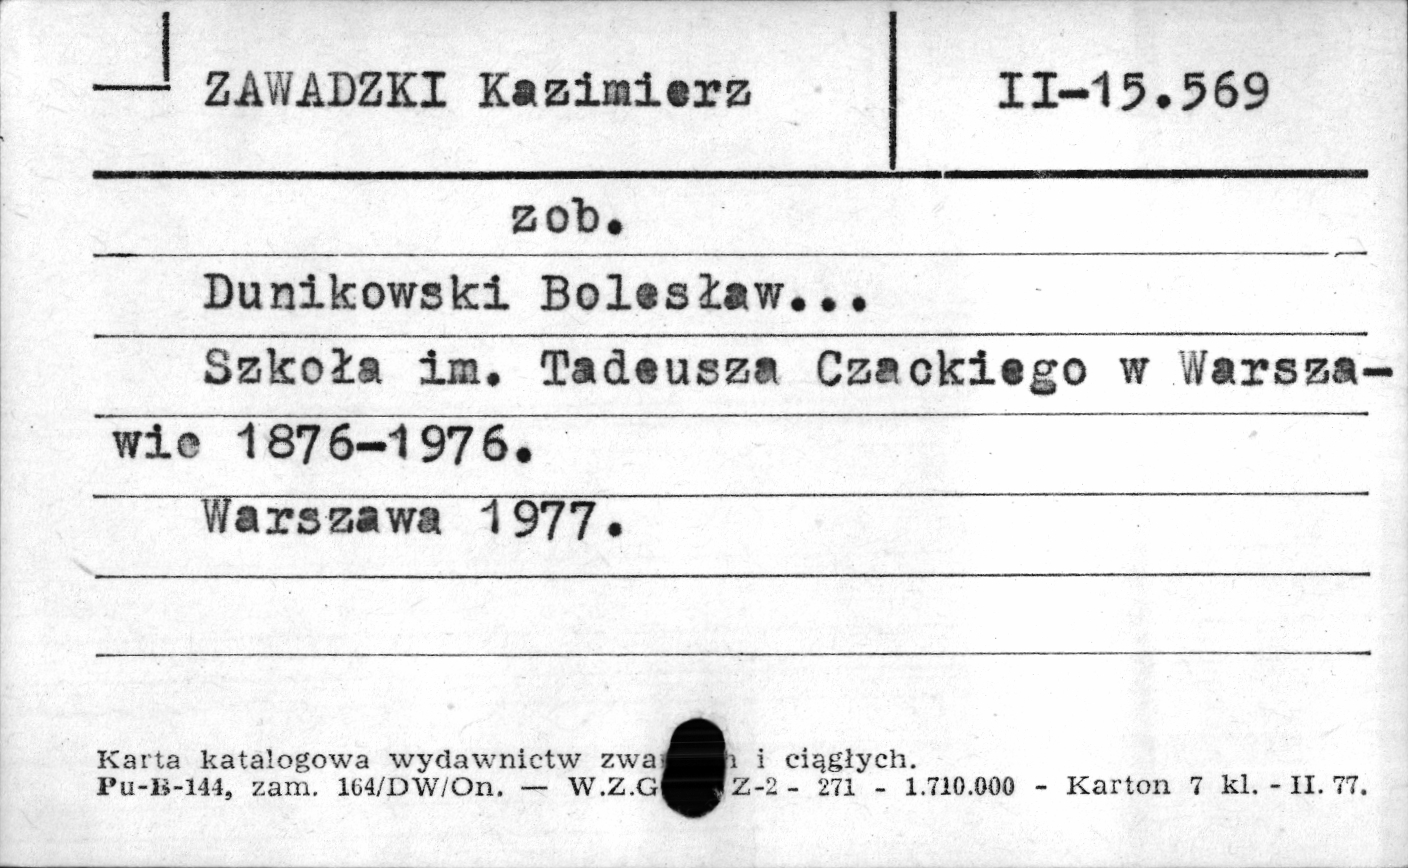 ZAWADZKI Kazimierz II-15.569
zob.
Dunikowski Bolesław...
Szkoła im. Tadeusza Czackiego w Warsza-
wie 1876-1976.
Warszawa 1977.
Karta katalogowa wydawnictw i ciągłych.
Pu-B-144, zam. 164/DW/On. — W.Z.G Z-2 - 271 - 1.710.000 - Karton 7 kl. - II. 77.